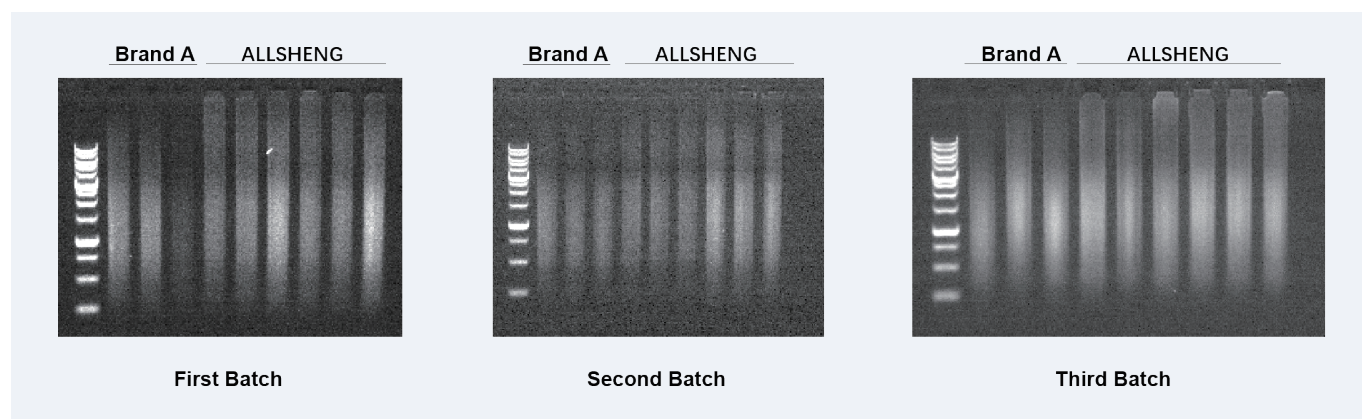 Brand A ALLSHENG
Brand A ALLSHENG
Brand A ALLSHENG
First Batch
Second Batch
Third Batch